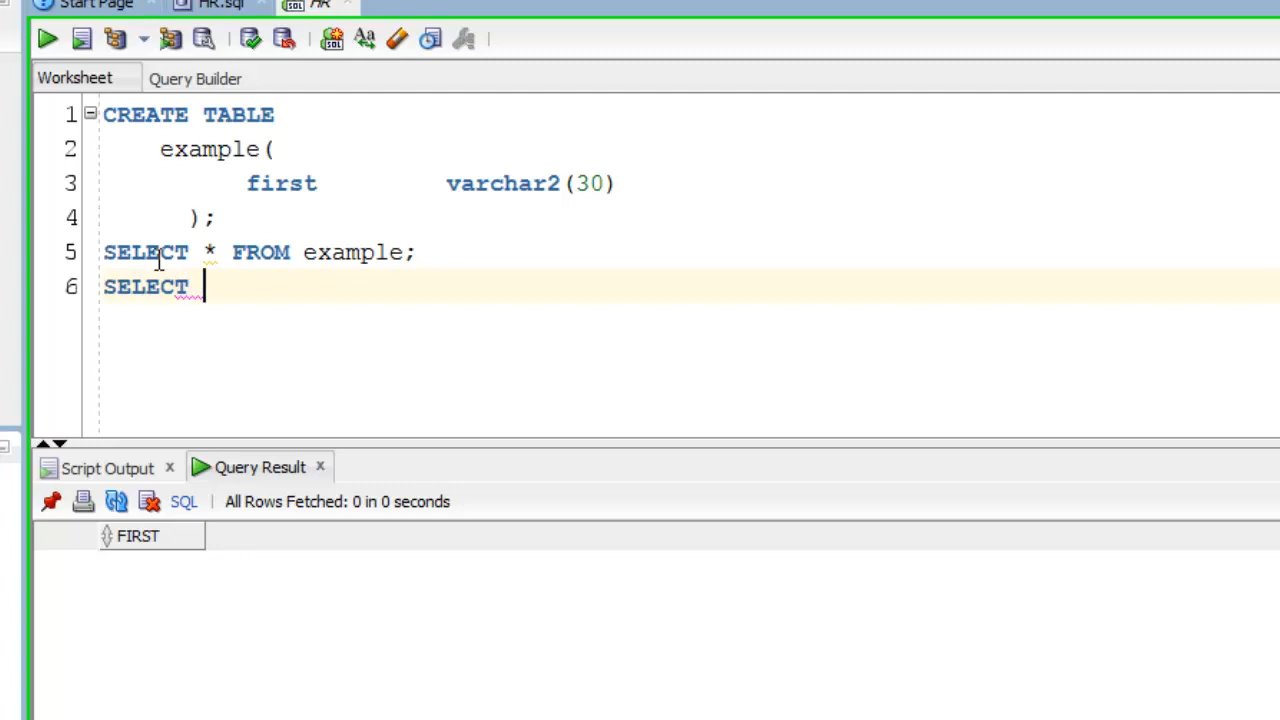 Start Page HR.sql HR
Worksheet Query Builder
1 CREATE TABLE
2 example(
3 first varchar2(30)
4 );
5 SELECT * FROM example;
6 SELECT
Script Output x Query Result x
SQL | All Rows Fetched: 0 in 0 seconds
FIRST